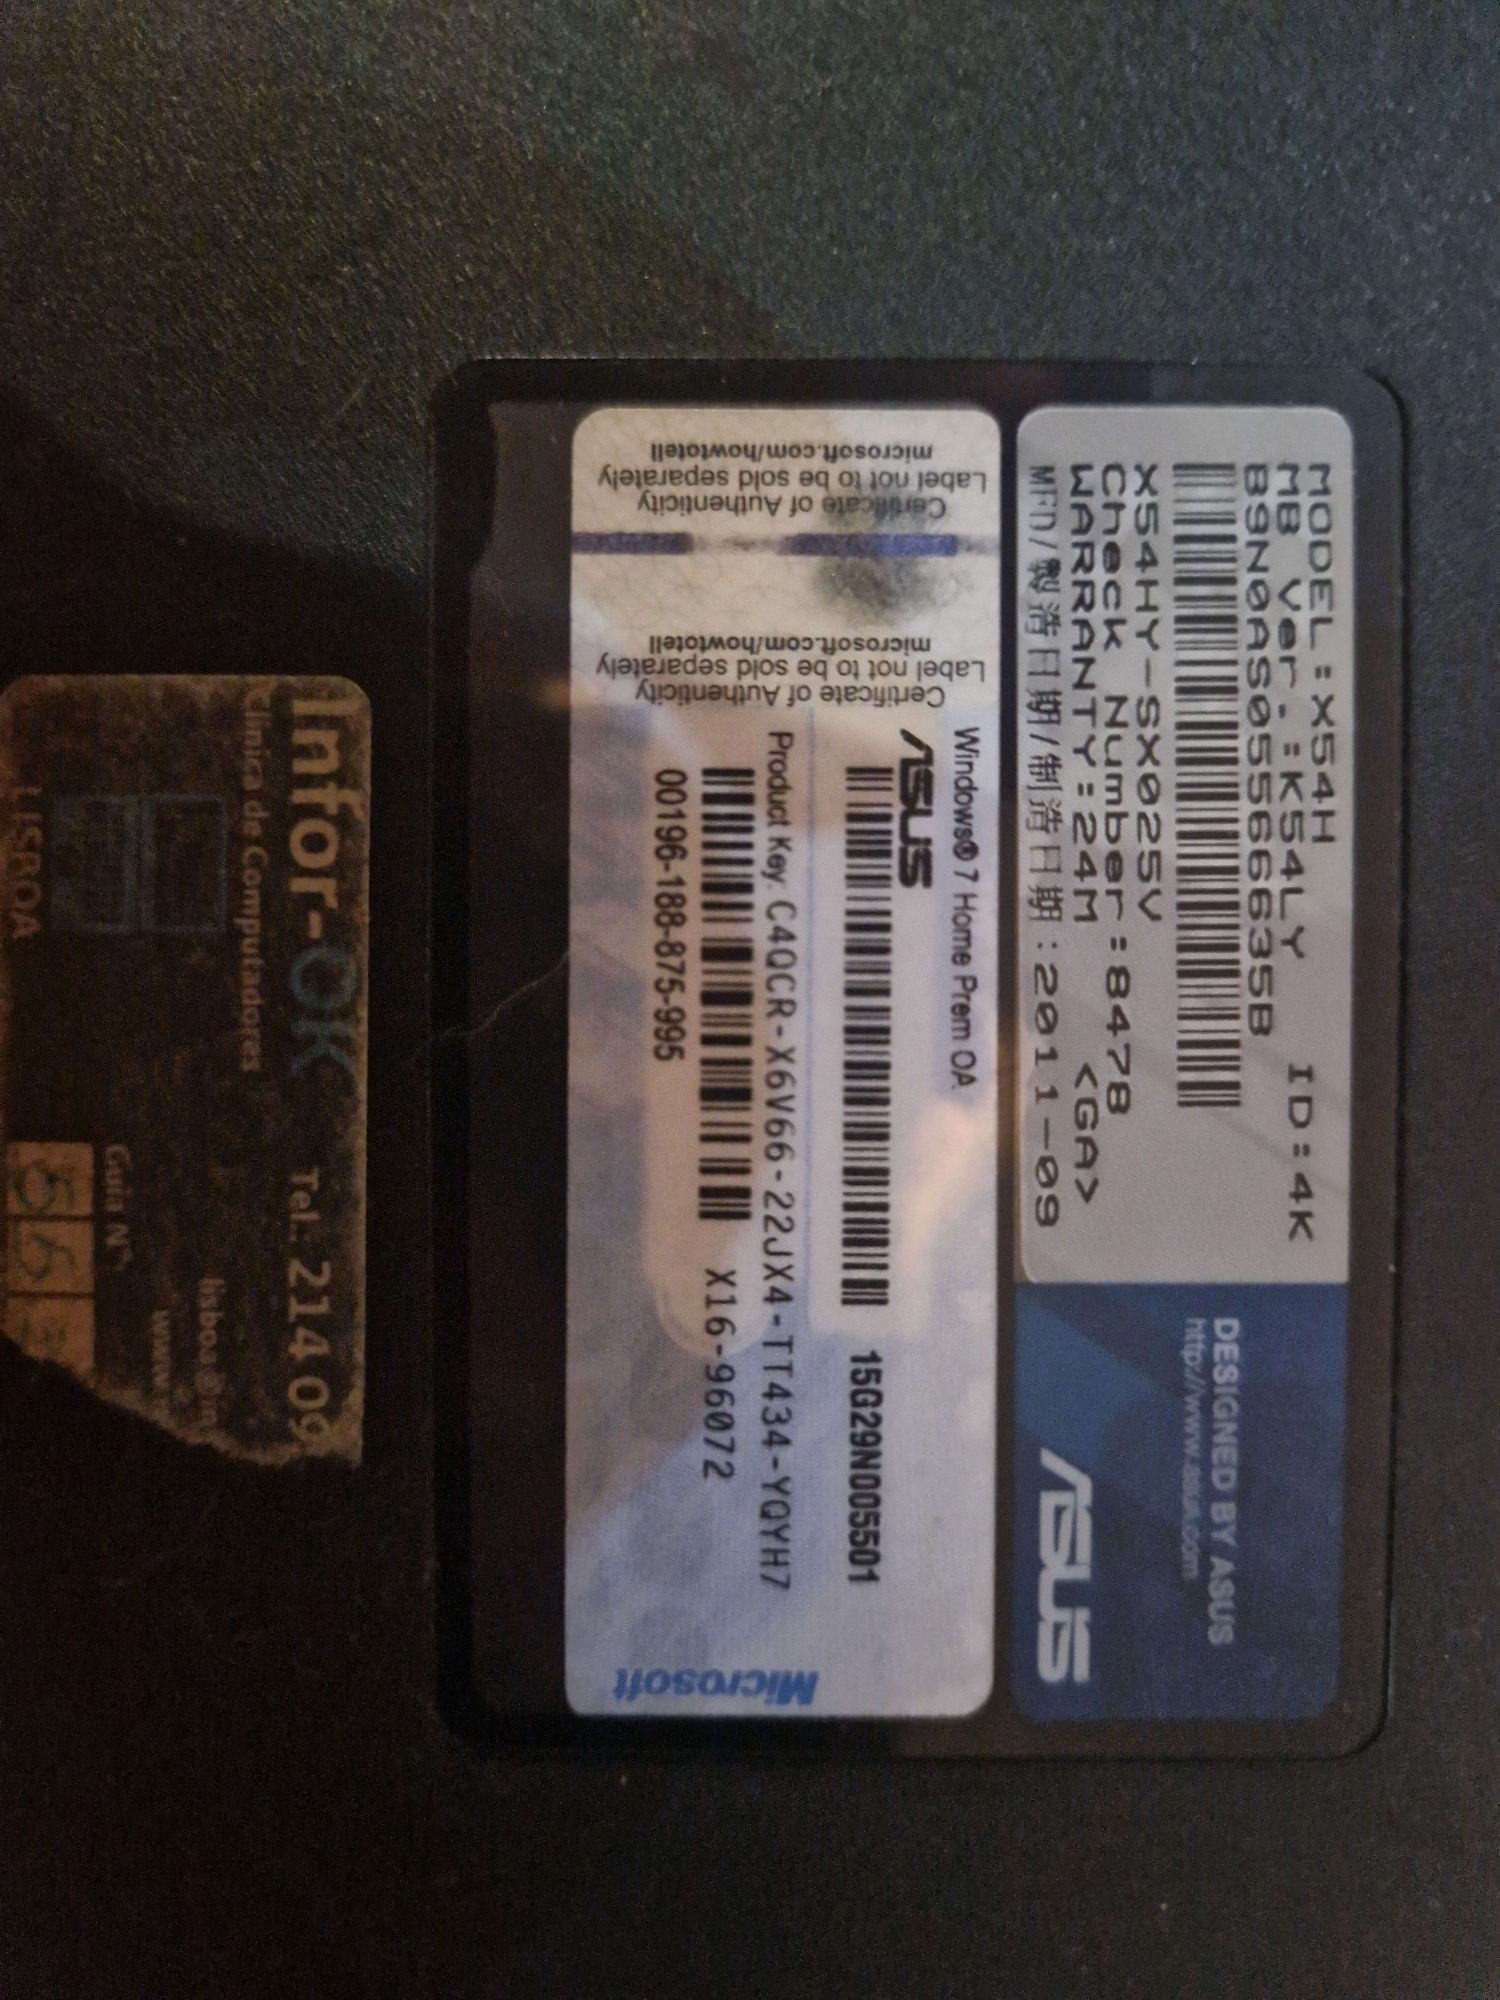 MODEL:X54H
MB Ver.:K54LY ID:4K
B9N0AS05566635B
X54HY-SX025V
Check Number:8478
WARRANTY:24M <GA>
MFD/製造日期/制造日期:2011-09
DESIGNED BY ASUS
http://www.asus.com
ASUS
Certificate of Authenticity
Label not to be sold separately
microsoft.com/howtotell
Certificate of Authenticity
Label not to be sold separately
microsoft.com/howtotell
Windows® 7 Home Prem OA
ASUS
15G29N005501
Product Key: C4QCR-X6V66-22JX4-TT434-YQYH7
X16-96072
00196-188-875-995
Microsoft
Infor-OK Tel.: 21409
Clinica de Computadores
lisboa@
www.
Guia Nº
LISBOA